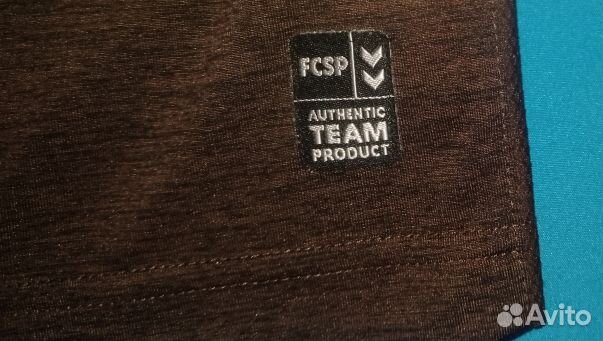 FCSP
AUTHENTIC
TEAM
PRODUCT
Avito